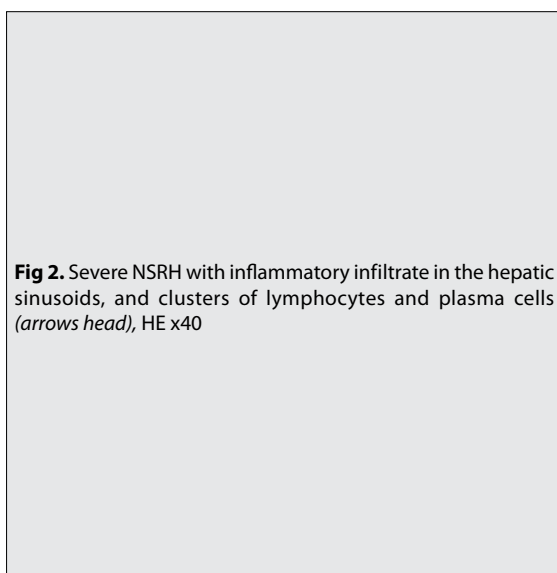 Fig 2. Severe NSRH with inflammatory infiltrate in the hepatic
sinusoids, and clusters of lymphocytes and plasma cells
(arrows head), HE x40